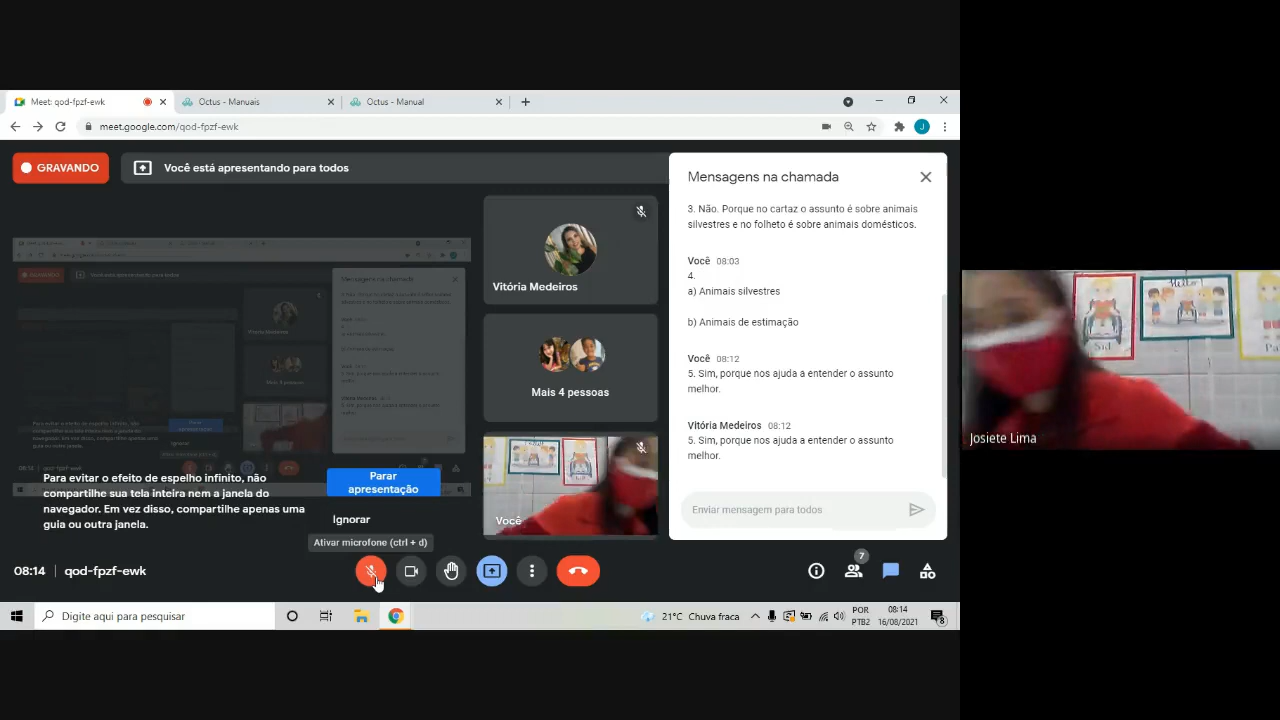 Meet: qod-fpzf-ewk
Octus - Manuais
Octus - Manual
meet.google.com/qod-fpzf-ewk
J
GRAVANDO
Você está apresentando para todos
Mensagens na chamada
3. Não. Porque no cartaz o assunto é sobre animais
silvestres e no folheto é sobre animais domésticos.
Você 08:03
4.
a) Animais silvestres
b) Animais de estimação
Você 08:12
5. Sim, porque nos ajuda a entender o assunto
melhor.
Vitória Medeiros 08:12
5. Sim, porque nos ajuda a entender o assunto
melhor.
Enviar mensagem para todos
Vitória Medeiros
Mais 4 pessoas
Você
Para evitar o efeito de espelho infinito, não
compartilhe sua tela inteira nem a janela do
navegador. Em vez disso, compartilhe apenas uma
guia ou outra janela.
Parar
apresentação
Ignorar
Ativar microfone (ctrl + d)
08:14 | qod-fpzf-ewk
7
Digite aqui para pesquisar
21°C Chuva fraca
POR
PTB2
08:14
16/08/2021
8
Hello!
Sid
Pa
Josiete Lima